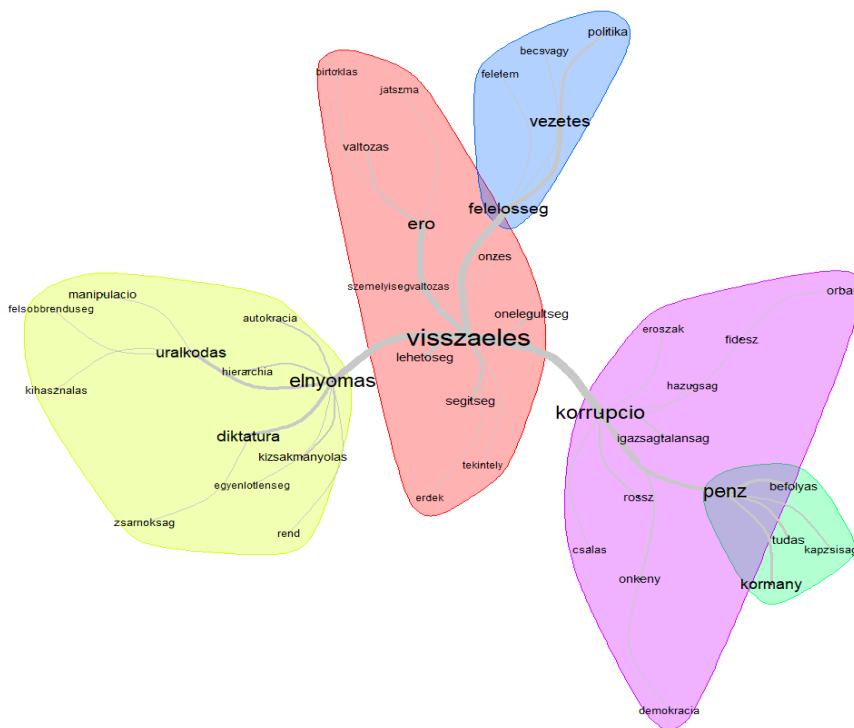 politika
becsvagy
felelem
vezetes
felelosseg
birtoklas
jatszma
valtozas
ero
onzes
szemelyisegvaltozas
onelegultseg
visszaeles
lehetoseg
segitseg
tekintely
erdek
manipulacio
felsobbrenduseg
autokracia
uralkodas
hierarchia
elnyomas
kihasznalas
diktatura
kizsakmanyolas
egyenlotlenseg
zsarnoksag
rend
orba
eroszak
fidesz
hazugsag
korrupcio
igazsagtalansag
penz
befolyas
rossz
tudas
csalas
kapzsisag
onkeny
kormany
demokracia